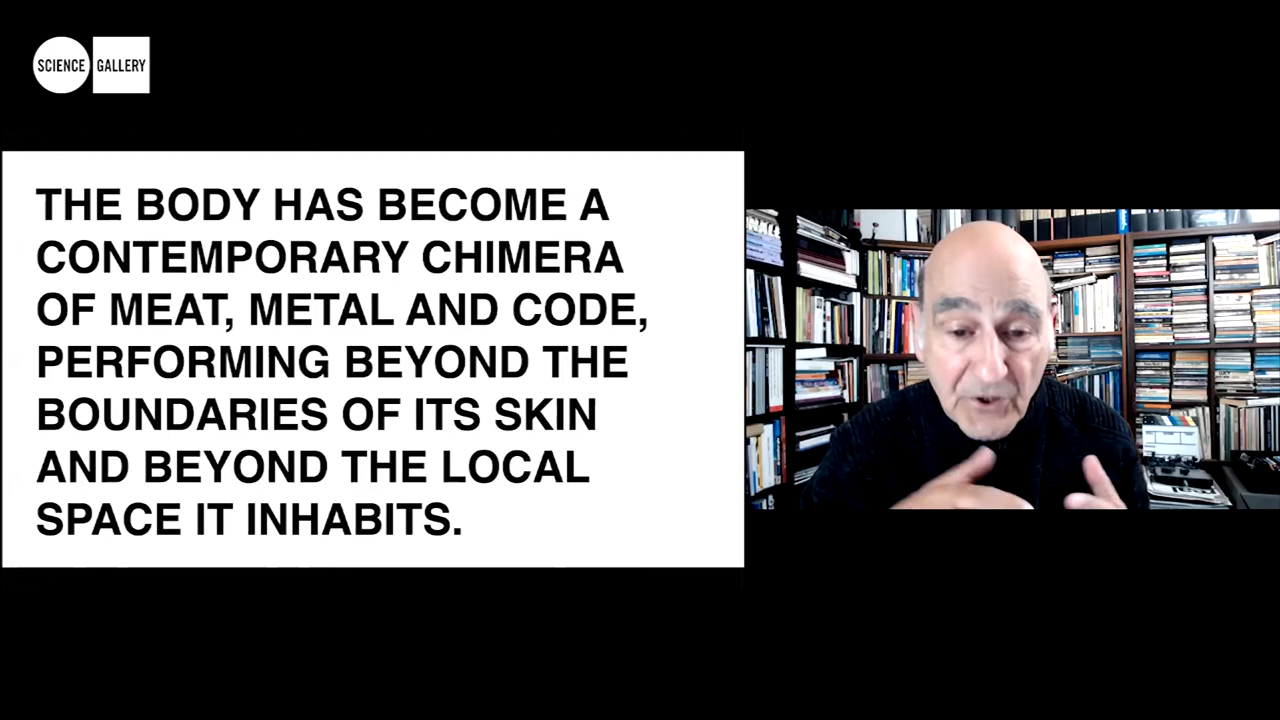 SCIENCE GALLERY
THE BODY HAS BECOME A
CONTEMPORARY CHIMERA
OF MEAT, METAL AND CODE,
PERFORMING BEYOND THE
BOUNDARIES OF ITS SKIN
AND BEYOND THE LOCAL
SPACE IT INHABITS.